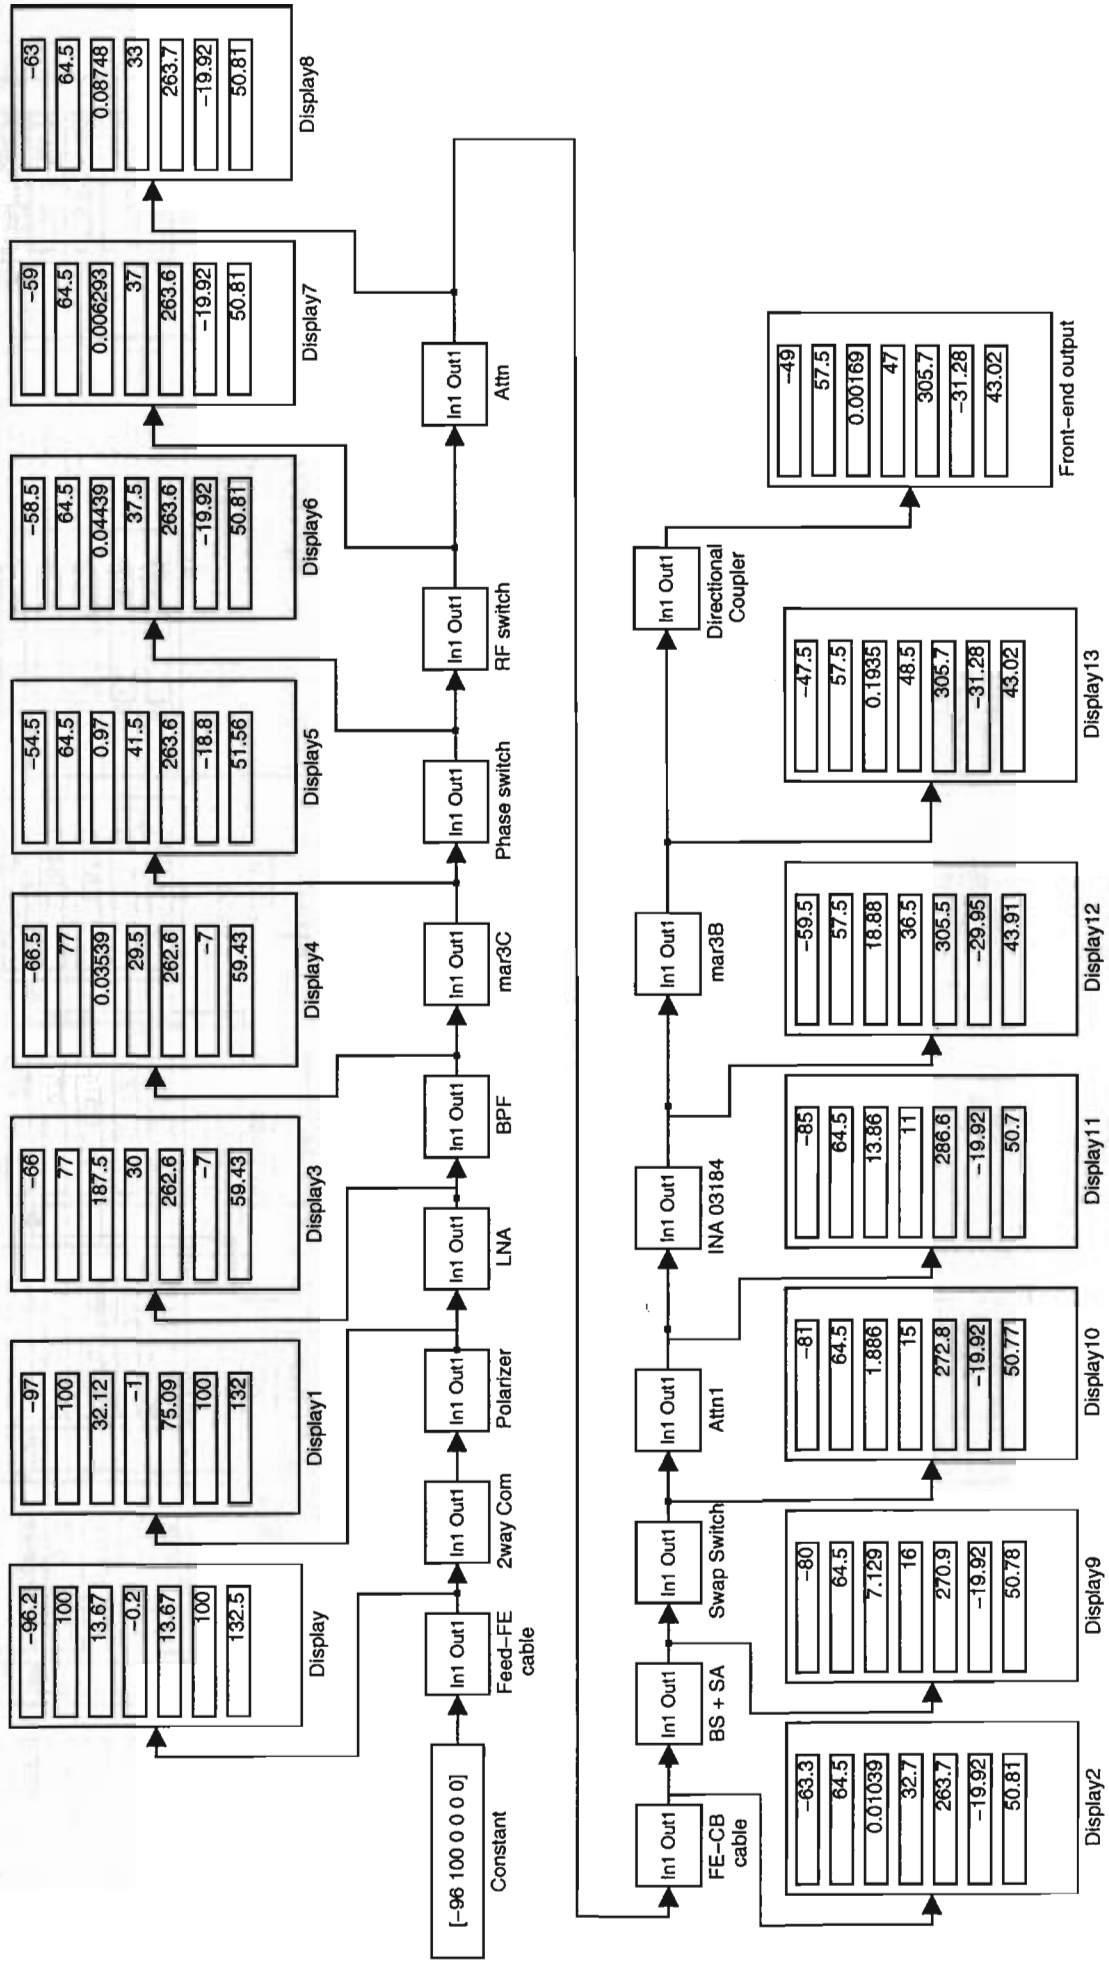 -96.2
100
13.67
-0.2
13.67
100
132.5
Display
-97
100
32.12
-1
75.09
100
132
Display1
-66
77
187.5
30
262.6
-7
59.43
Display3
-66.5
77
0.03539
29.5
262.6
-7
59.43
Display4
-54.5
64.5
0.97
41.5
263.6
-18.8
51.56
Display5
-58.5
64.5
0.04439
37.5
263.6
-19.92
50.81
Display6
-59
64.5
0.006293
37
263.6
-19.92
50.81
Display7
-63
64.5
0.08748
33
263.7
-19.92
50.81
Display8
[-96 100 0 0 0 0]
Constant
In1 Out1
Feed-FE
cable
In1 Out1
2way Com
In1 Out1
Polarizer
In1 Out1
LNA
In1 Out1
BPF
In1 Out1
mar3C
In1 Out1
Phase switch
In1 Out1
RF switch
In1 Out1
Attn
In1 Out1
FE-CB
cable
In1 Out1
BS + SA
In1 Out1
Swap Switch
In1 Out1
Attn1
In1 Out1
INA 03184
In1 Out1
mar3B
In1 Out1
Directional
Coupler
-63.3
64.5
0.01039
32.7
263.7
-19.92
50.81
Display2
-80
64.5
7.129
16
270.9
-19.92
50.78
Display9
-81
64.5
1.886
15
272.8
-19.92
50.77
Display10
-85
64.5
13.86
11
286.6
-19.92
50.7
Display11
-59.5
57.5
18.88
36.5
305.5
-29.95
43.91
Display12
-47.5
57.5
0.1935
48.5
305.7
-31.28
43.02
Display13
-49
57.5
0.00169
47
305.7
-31.28
43.02
Front-end output